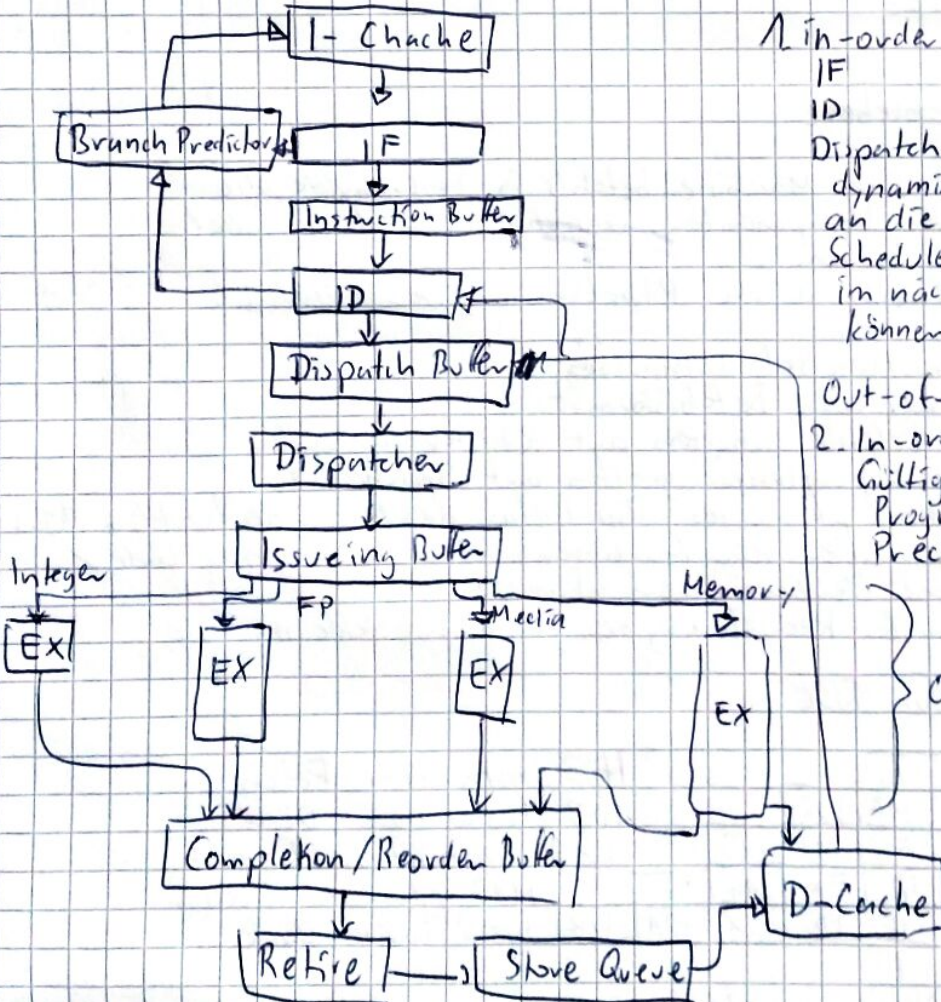 I-Chache
Branch Predictor
IF
Instruction Buffer
ID
Dispatch Buffer
Dispatcher
Issueing Buffer
Integer
FP
Media
Memory
EX
EX
EX
EX
Completion/Reorder Buffer
D-Cache
Retire
Store Queue
1. in-order
IF
ID
Dispatch
dynami
an die
Schedule
im näc
können
Out-of-
2. In-or
Gültig
Prog
Prec